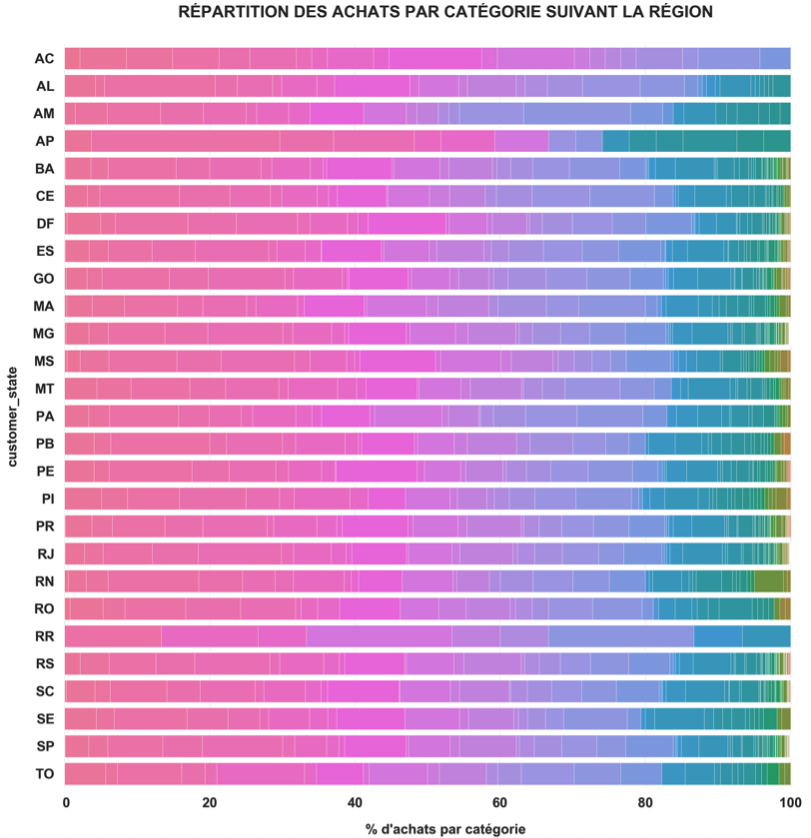 RÉPARTITION DES ACHATS PAR CATÉGORIE SUIVANT LA RÉGION
AC
AL
AM
AP
BA
CE
DF
ES
GO
MA
MG
MS
MT
PA
PB
PE
PI
PR
RJ
RN
RO
RR
RS
SC
SE
SP
TO
customer_state
0 20 40 60 80 100
% d'achats par catégorie